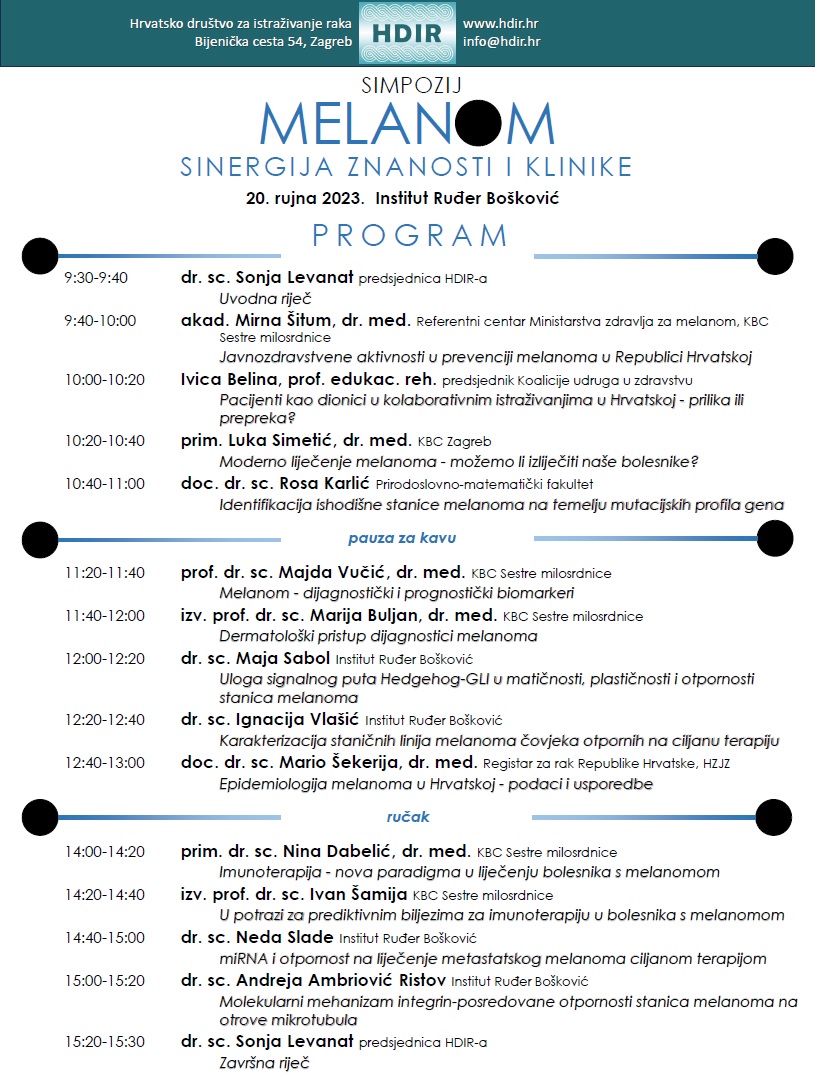 Hrvatsko društvo za istraživanje raka
Bijenička cesta 54, Zagreb
HDIR
www.hdir.hr
info@hdir.hr
SIMPOZIJ
MELANOM
SINERGIJA ZNANOSTI I KLINIKE
20. rujna 2023. Institut Ruđer Bošković
PROGRAM
9:30-9:40 dr. sc. Sonja Levanat predsjednica HDIR-a
Uvodna riječ
9:40-10:00 akad. Mirna Šitum, dr. med. Referentni centar Ministarstva zdravlja za melanom, KBC
Sestre milosrdnice
Javnozdravstvene aktivnosti u prevenciji melanoma u Republici Hrvatskoj
10:00-10:20 Ivica Belina, prof. edukac. reh. predsjednik Koalicije udruga u zdravstvu
Pacijenti kao dionici u kolaborativnim istraživanjima u Hrvatskoj - prilika ili
prepreka?
10:20-10:40 prim. Luka Simetić, dr. med. KBC Zagreb
Moderno liječenje melanoma - možemo li izliječiti naše bolesnike?
10:40-11:00 doc. dr. sc. Rosa Karlić Prirodoslovno-matematički fakultet
Identifikacija ishodišne stanice melanoma na temelju mutacijskih profila gena
pauza za kavu
11:20-11:40 prof. dr. sc. Majda Vučić, dr. med. KBC Sestre milosrdnice
Melanom - dijagnostički i prognostički biomarkeri
11:40-12:00 izv. prof. dr. sc. Marija Buljan, dr. med. KBC Sestre milosrdnice
Dermatološki pristup dijagnostici melanoma
12:00-12:20 dr. sc. Maja Sabol Institut Ruđer Bošković
Uloga signalnog puta Hedgehog-GLI u matičnosti, plastičnosti i otpornosti
stanica melanoma
12:20-12:40 dr. sc. Ignacija Vlašić Institut Ruđer Bošković
Karakterizacija staničnih linija melanoma čovjeka otpornih na ciljanu terapiju
12:40-13:00 doc. dr. sc. Mario Šekerija, dr. med. Registar za rak Republike Hrvatske, HZJZ
Epidemiologija melanoma u Hrvatskoj - podaci i usporedbe
ručak
14:00-14:20 prim. dr. sc. Nina Dabelić, dr. med. KBC Sestre milosrdnice
Imunoterapija - nova paradigma u liječenju bolesnika s melanomom
14:20-14:40 izv. prof. dr. sc. Ivan Šamija KBC Sestre milosrdnice
U potrazi za prediktivnim biljezima za imunoterapiju u bolesnika s melanomom
14:40-15:00 dr. sc. Neda Slade Institut Ruđer Bošković
miRNA i otpornost na liječenje metastatskog melanoma ciljanom terapijom
15:00-15:20 dr. sc. Andreja Ambriović Ristov Institut Ruđer Bošković
Molekularni mehanizam integrin-posredovane otpornosti stanica melanoma na
otrove mikrotubula
15:20-15:30 dr. sc. Sonja Levanat predsjednica HDIR-a
Završna riječ